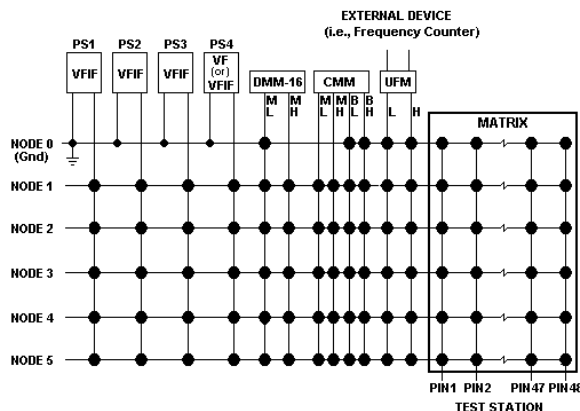 EXTERNAL DEVICE
(i.e., Frequency Counter)
PS1 PS2 PS3 PS4
VFIF VFIF VFIF VF (or) VFIF
DMM-16 CMM UFM
M L M H M L M H B L B H L H
MATRIX
NODE 0
(Gnd)
NODE 1
NODE 2
NODE 3
NODE 4
NODE 5
PIN1 PIN2 PIN47 PIN48
TEST STATION